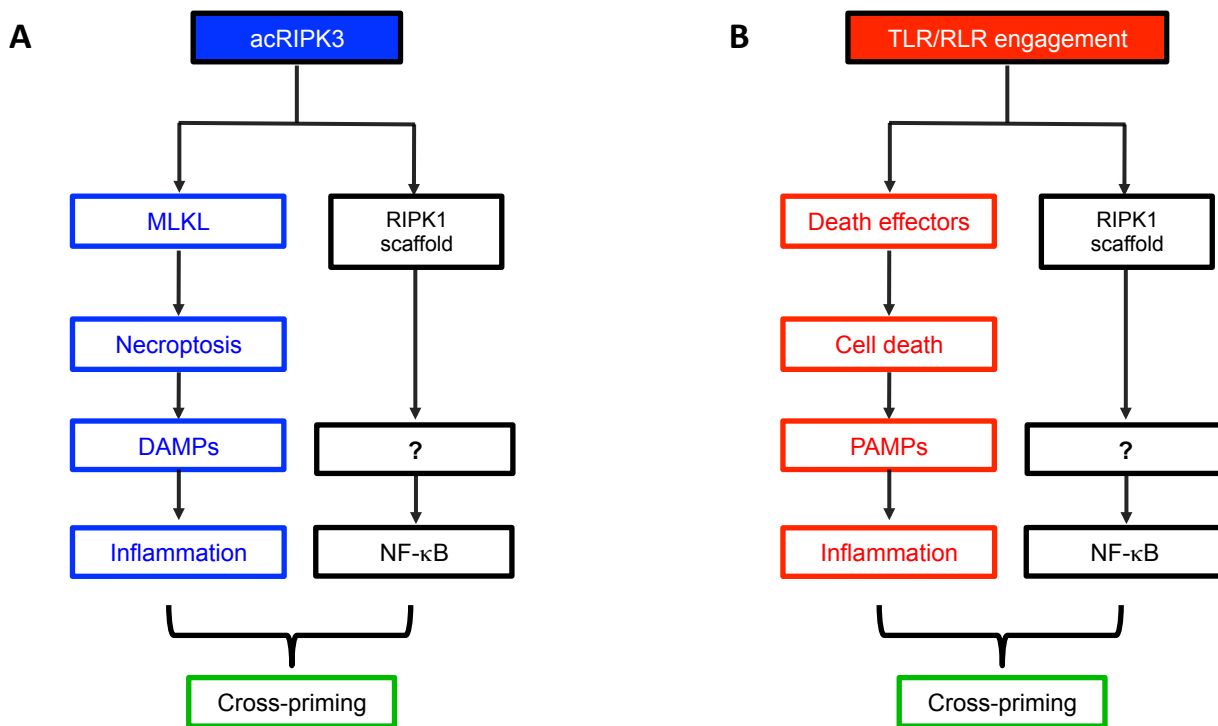 A
acRIPK3
MLKL
RIPK1
scaffold
Necroptosis
DAMPs
?
Inflammation
NF-κB
Cross-priming
B
TLR/RLR engagement
Death effectors
RIPK1
scaffold
Cell death
PAMPs
?
Inflammation
NF-κB
Cross-priming